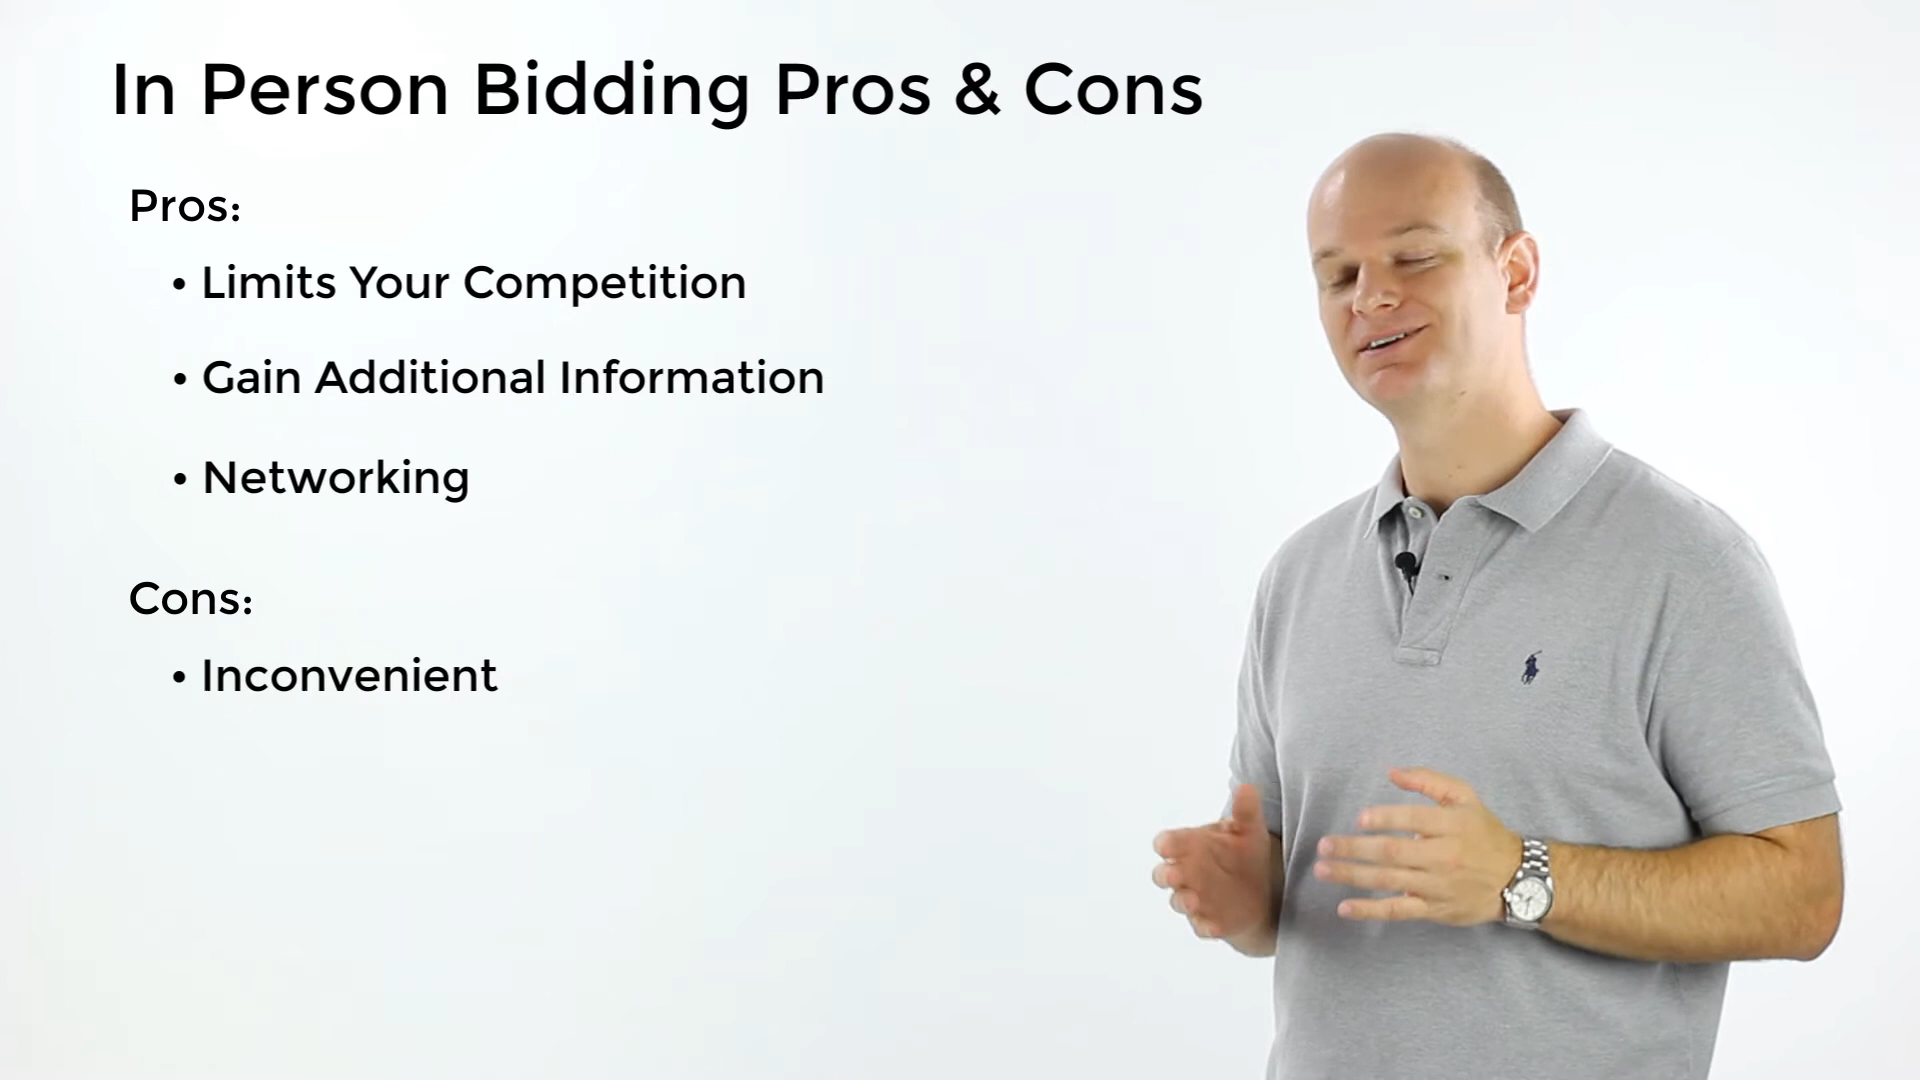 In Person Bidding Pros & Cons
Pros:
• Limits Your Competition
• Gain Additional Information
• Networking
Cons:
• Inconvenient